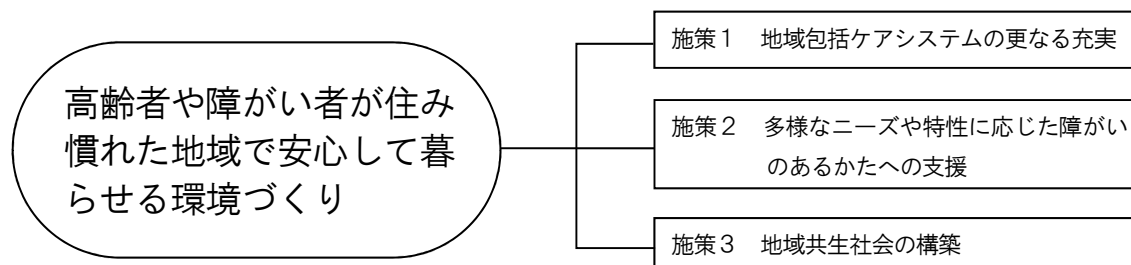 高齢者や障がい者が住み
慣れた地域で安心して暮
らせる環境づくり
施策１　地域包括ケアシステムの更なる充実
施策２　多様なニーズや特性に応じた障がい
のあるかたへの支援
施策３　地域共生社会の構築